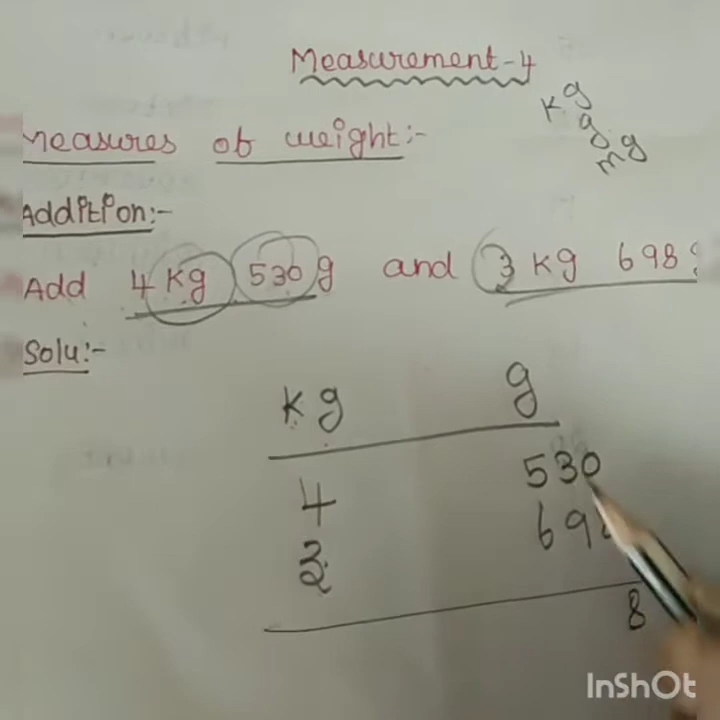 Measurement-4
Kg
g
mg
Measures of weight:-
Addition:-
Add 4 Kg 530 g and 3 Kg 698 g
Solu:-
Kg g
4 530
3 698
8
InShOt